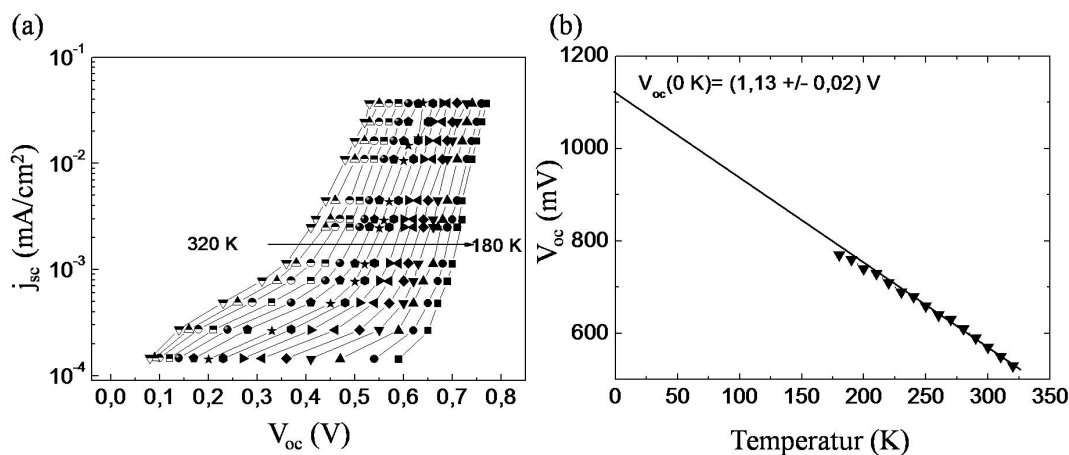 (a)
10^-1
10^-2
10^-3
10^-4
j_sc (mA/cm^2)
320 K
180 K
0,0 0,1 0,2 0,3 0,4 0,5 0,6 0,7 0,8
V_oc (V)
(b)
1200
1000
800
600
V_oc (mV)
V_oc(0 K)= (1,13 +/- 0,02) V
0 50 100 150 200 250 300 350
Temperatur (K)